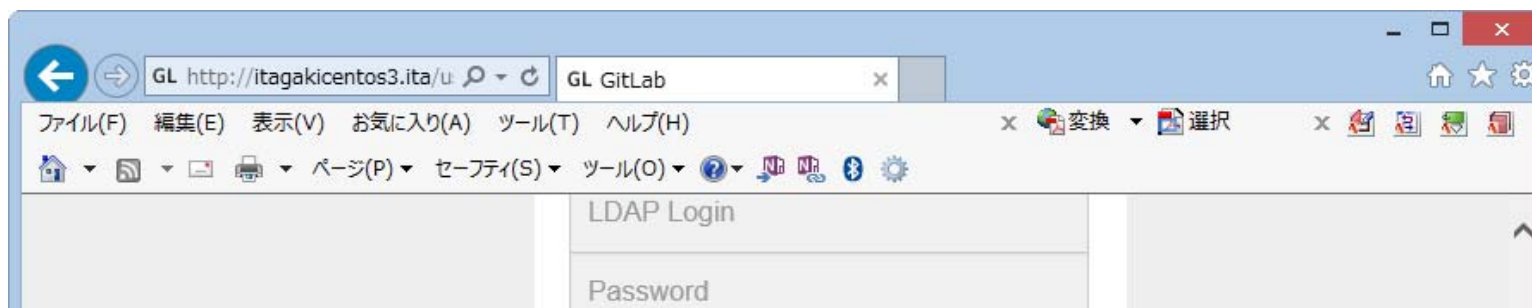 GL http://itagakicentos3.ita/u GL GitLab
ファイル(F) 編集(E) 表示(V) お気に入り(A) ツール(T) ヘルプ(H) x 変換 選択 x
ページ(P) セーフティ(S) ツール(O)
LDAP Login
Password